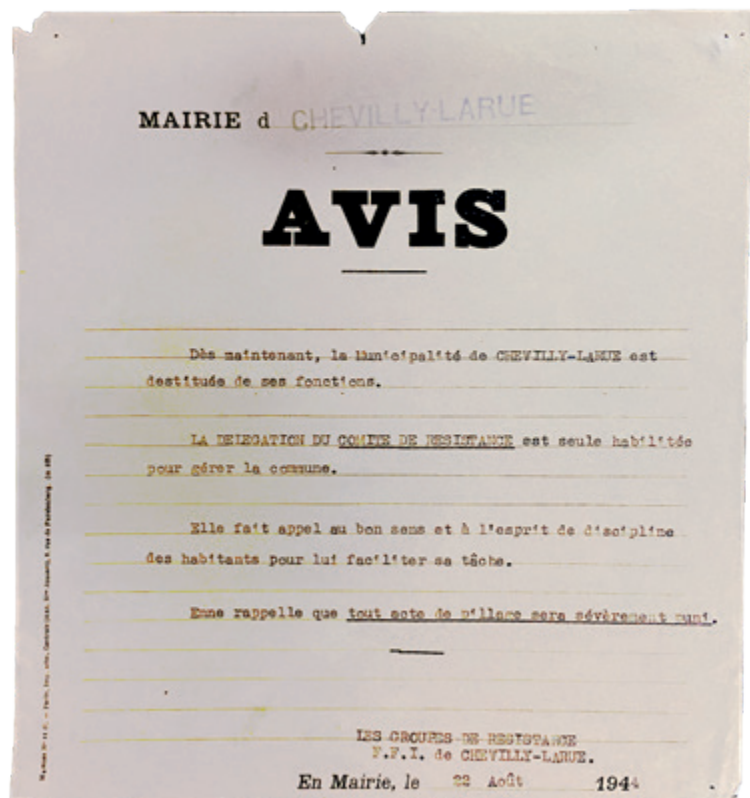 MAIRIE d CHEVILLY-LARUE
AVIS
Dès maintenant, la Municipalité de CHEVILLY-LARUE est
destituée de ses fonctions.
LA DELEGATION DU COMITE DE RESISTANCE est seule habilitée
pour gérer la commune.
Elle fait appel au bon sens et à l'esprit de discipline
des habitants pour lui faciliter sa tâche.
Emne rappelle que tout acte de pillage sera sévèrement puni.
LES GROUPES DE RESISTANCE
F.F.I. de CHEVILLY-LARUE.
En Mairie, le 22 Août 1944